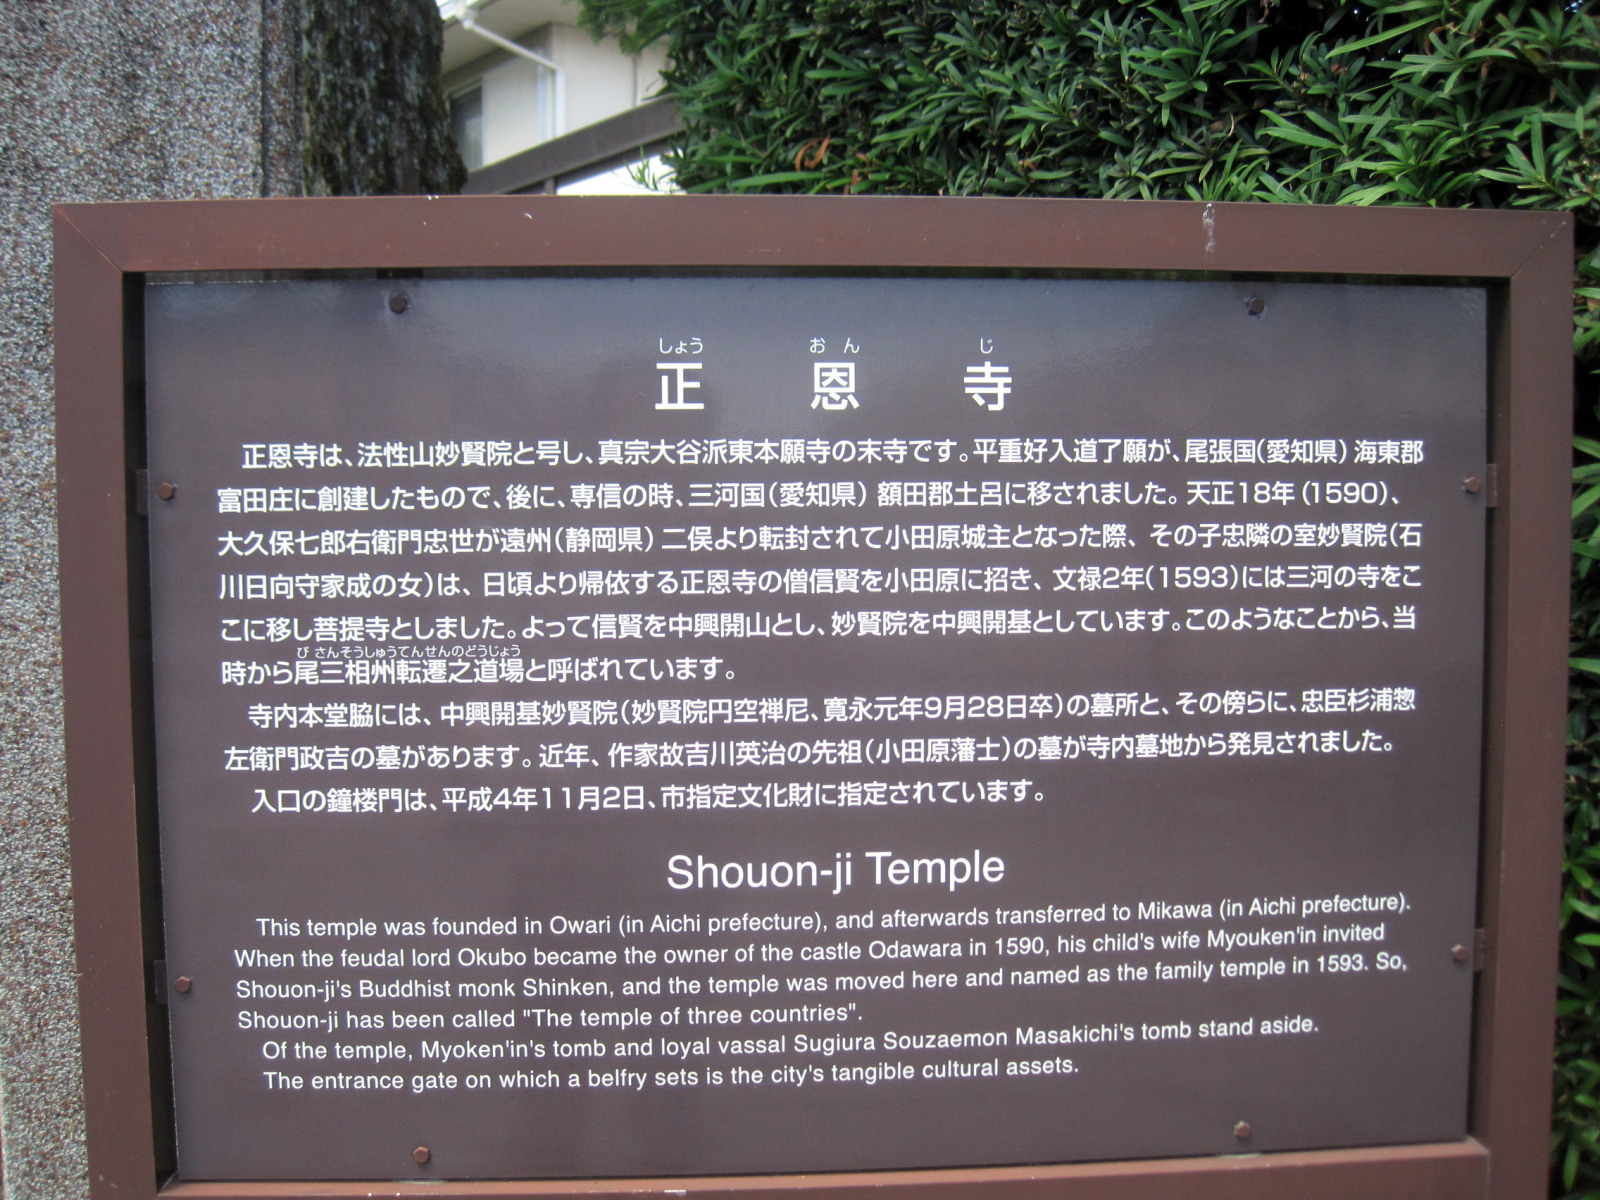 しょう おん じ
正 恩 寺
正恩寺は、法性山妙賢院と号し、真宗大谷派東本願寺の末寺です。平重好入道了願が、尾張国(愛知県)海東郡
富田庄に創建したもので、後に、専信の時、三河国(愛知県)額田郡土呂に移されました。天正18年(1590)、
大久保七郎右衛門忠世が遠州(静岡県)二俣より転封されて小田原城主となった際、その子忠隣の室妙賢院(石
川日向守家成の女)は、日頃より帰依する正恩寺の僧信賢を小田原に招き、文禄2年(1593)には三河の寺をこ
こに移し菩提寺としました。よって信賢を中興開山とし、妙賢院を中興開基としています。このようなことから、当
びさんそうしゅうてんせんのどうじょう
時から尾三相州転遷之道場と呼ばれています。
寺内本堂脇には、中興開基妙賢院(妙賢院円空禅尼、寛永元年9月28日卒)の墓所と、その傍らに、忠臣杉浦惣
左衛門政吉の墓があります。近年、作家故吉川英治の先祖(小田原藩士)の墓が寺内墓地から発見されました。
入口の鐘楼門は、平成4年11月2日、市指定文化財に指定されています。
Shouon-ji Temple
This temple was founded in Owari (in Aichi prefecture), and afterwards transferred to Mikawa (in Aichi prefecture).
When the feudal lord Okubo became the owner of the castle Odawara in 1590, his child's wife Myouken'in invited
Shouon-ji's Buddhist monk Shinken, and the temple was moved here and named as the family temple in 1593. So,
Shouon-ji has been called "The temple of three countries".
Of the temple, Myoken'in's tomb and loyal vassal Sugiura Souzaemon Masakichi's tomb stand aside.
The entrance gate on which a belfry sets is the city's tangible cultural assets.